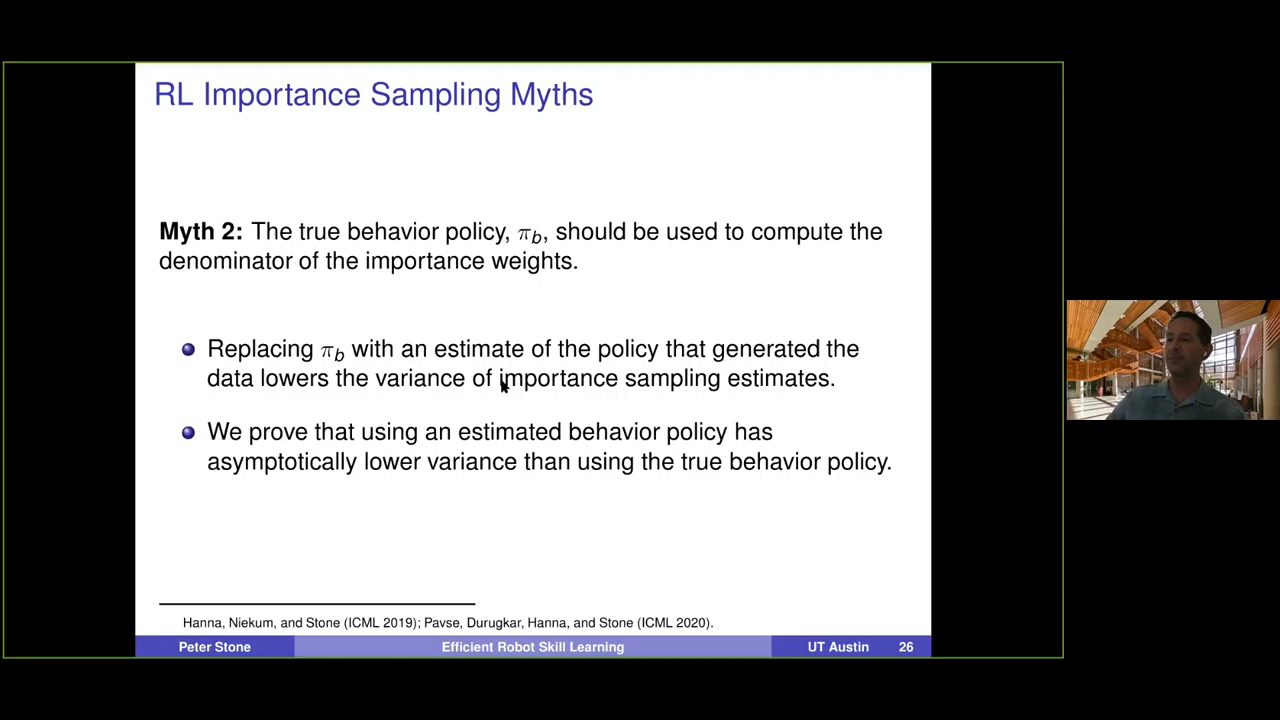 RL Importance Sampling Myths
Myth 2: The true behavior policy, π_b, should be used to compute the
denominator of the importance weights.
Replacing π_b with an estimate of the policy that generated the
data lowers the variance of importance sampling estimates.
We prove that using an estimated behavior policy has
asymptotically lower variance than using the true behavior policy.
Hanna, Niekum, and Stone (ICML 2019); Pavse, Durugkar, Hanna, and Stone (ICML 2020).
Peter Stone Efficient Robot Skill Learning UT Austin 26